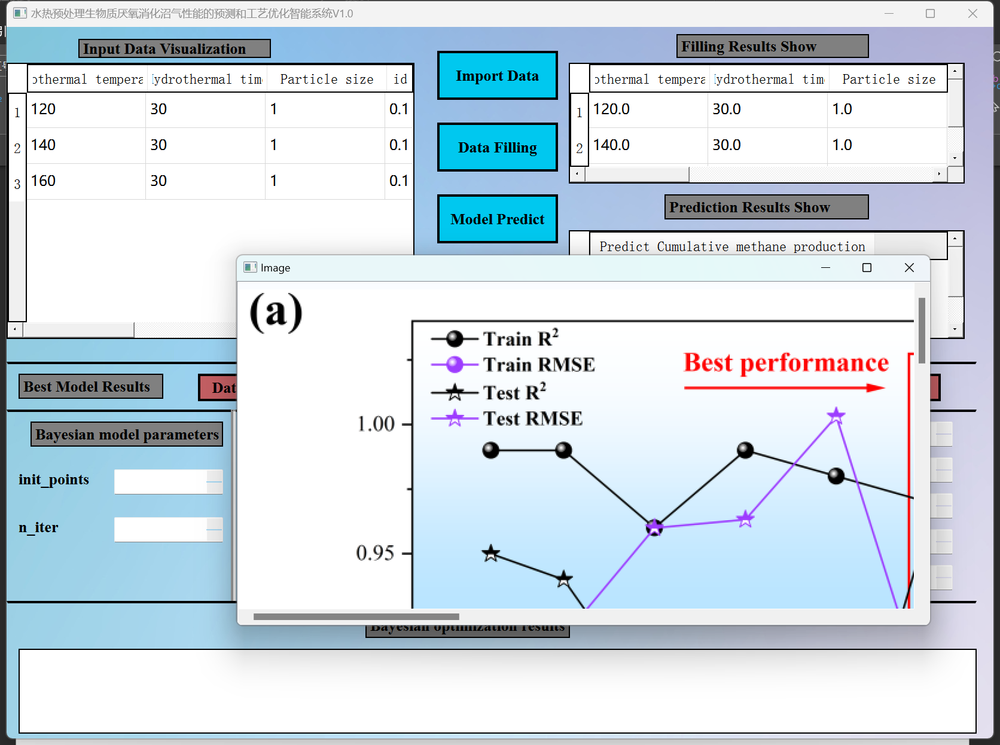 水热预处理生物质厌氧消化沼气性能的预测和工艺优化智能系统V1.0
Input Data Visualization
othermal tempera ydrothermal tim Particle size id
1 120 30 1 0.1
2 140 30 1 0.1
3 160 30 1 0.1
Import Data
Data Filling
Model Predict
Filling Results Show
othermal tempera ydrothermal tim Particle size
1 120.0 30.0 1.0
2 140.0 30.0 1.0
Prediction Results Show
Predict Cumulative methane production
Image
(a)
Train R²
Train RMSE
Test R²
Test RMSE
Best performance
1.00
0.95
Best Model Results
Dat
Bayesian model parameters
init_points
n_iter
Bayesian optimization results